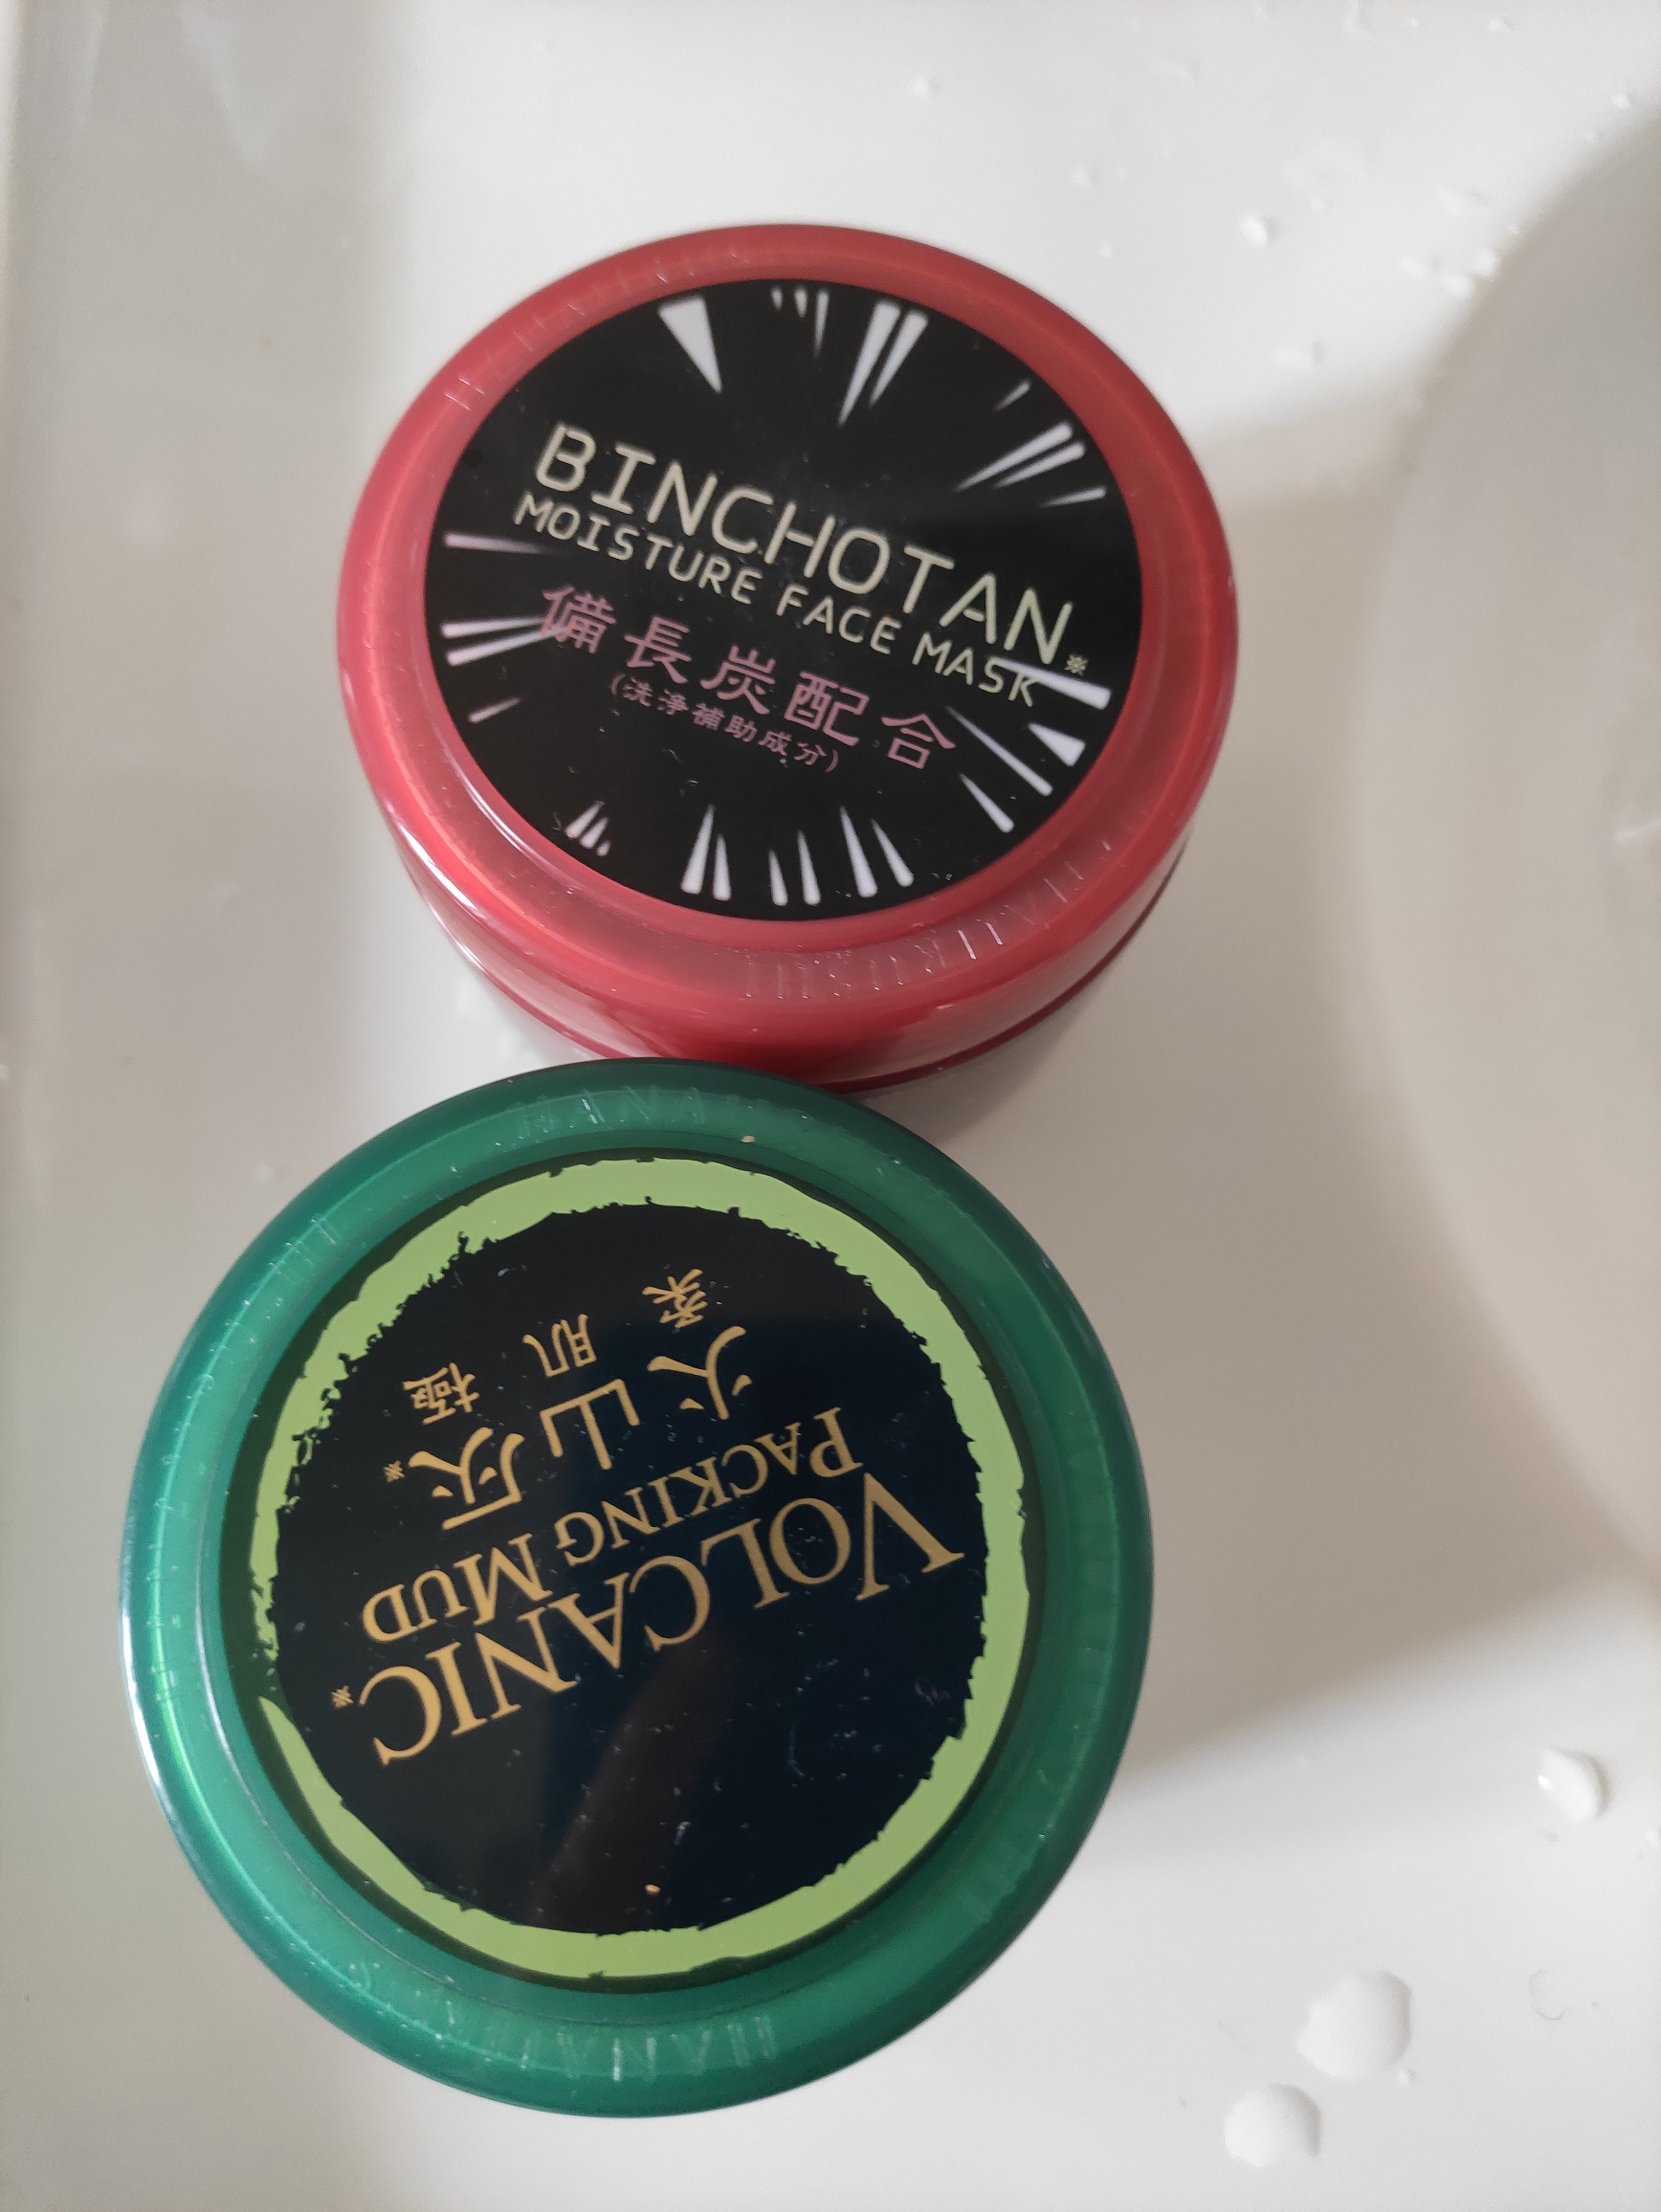 BINCHOTAN※
MOISTURE FACE MASK
備長炭配合
(洗浄補助成分)
VOLCANIC※
PACKING MUD
火山灰※
柔肌極